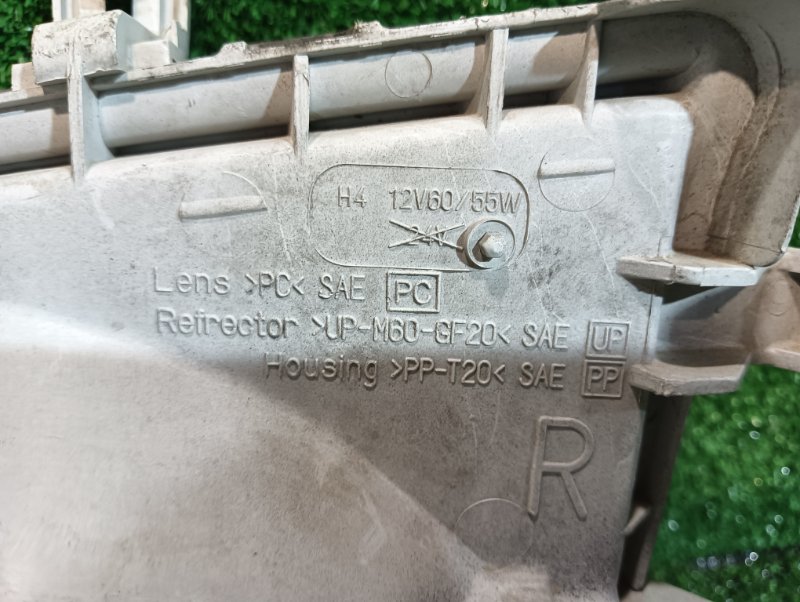 H4 12V60/55W
24V
Lens >PC< SAE PC
Refrector >UP-M60-GF20< SAE UP
Housing >PP-T20< SAE PP
R